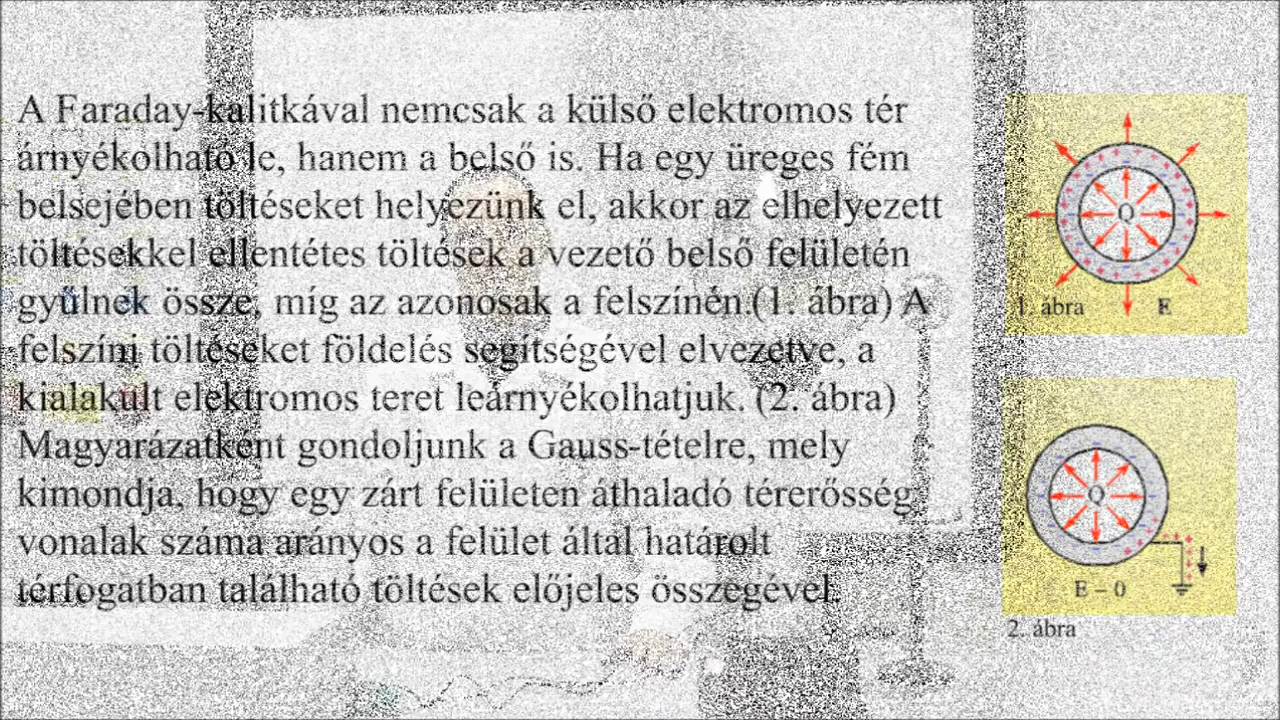 A Faraday-kalitkával nemcsak a külső elektromos tér
árnyékolható le, hanem a belső is. Ha egy üreges fém
belsejében töltéseket helyezünk el, akkor az elhelyezett
töltésekkel ellentétes töltések a vezető belső felületén
gyűlnek össze, míg az azonosak a felszínén.(1. ábra) A
felszíni töltéseket földelés segítségével elvezetve, a
kialakult elektromos teret leárnyékolhatjuk. (2. ábra)
Magyarázatként gondoljunk a Gauss-tételre, mely
kimondja, hogy egy zárt felületen áthaladó térerősség
vonalak száma arányos a felület által határolt
térfogatban található töltések előjeles összegével.
Q
1. ábra E
Q
E – 0
2. ábra